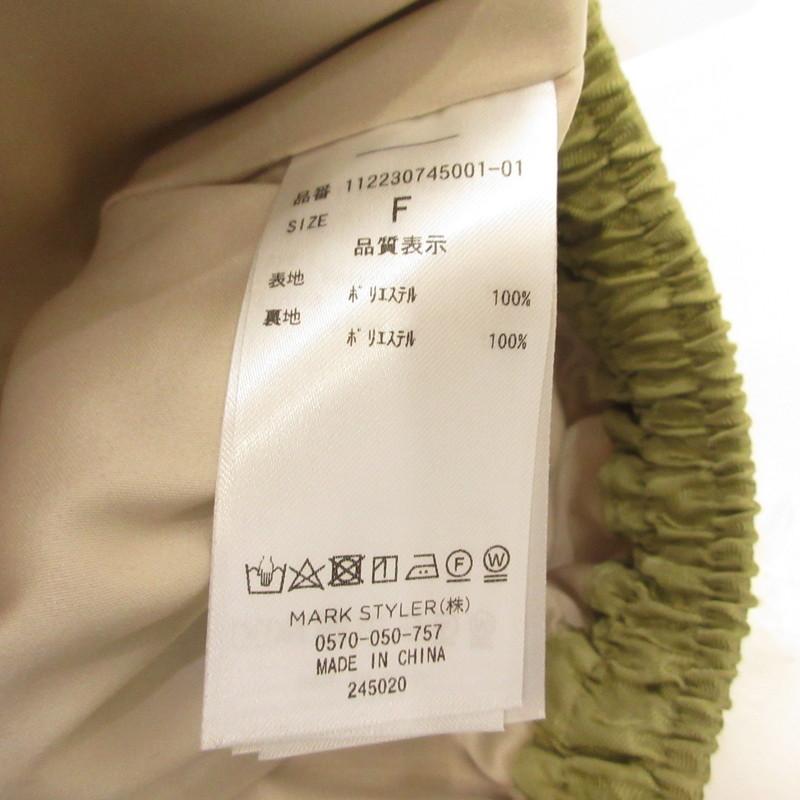 品番 112230745001-01
SIZE F
品質表示
表地
ポリエステル 100%
裏地
ポリエステル 100%
F W
MARK STYLER(株)
0570-050-757
MADE IN CHINA
245020